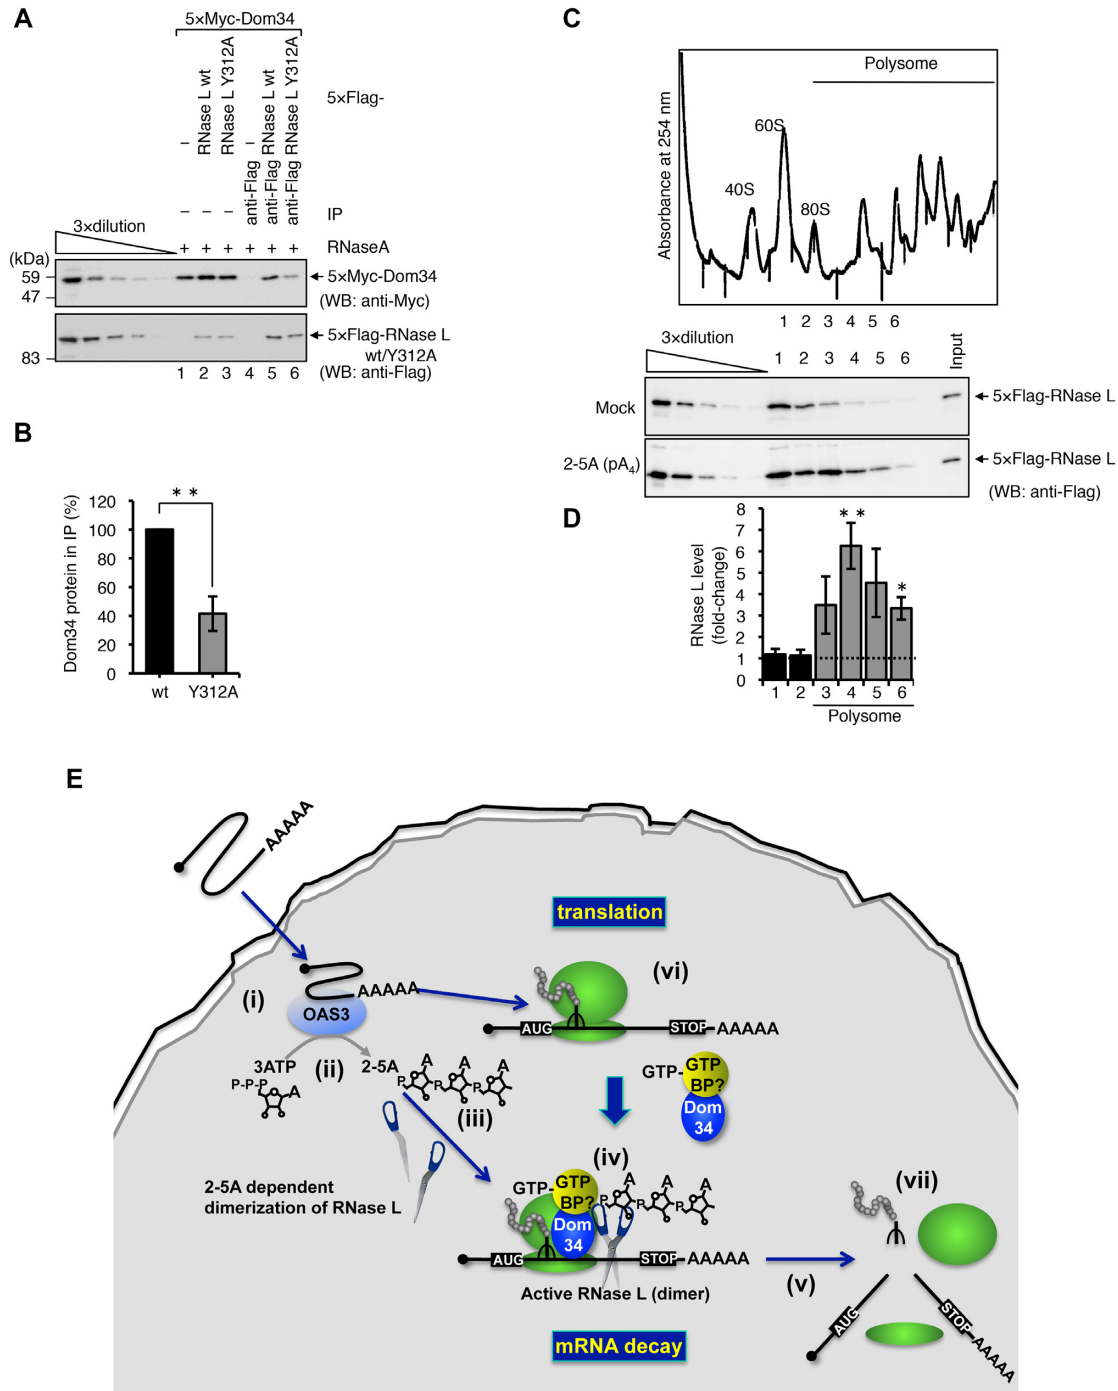 A
5×Myc-Dom34
–
RNase L wt
RNase L Y312A
–
RNase L wt
RNase L Y312A
5×Flag-
– – – anti-Flag anti-Flag anti-Flag IP
3×dilution
+ + + + + + RNaseA
(kDa)
59
47
5×Myc-Dom34
(WB: anti-Myc)
83
5×Flag-RNase L
wt/Y312A
1 2 3 4 5 6 (WB: anti-Flag)
B
Dom34 protein in IP (%)
120
100
80
60
40
20
0
* *
wt Y312A
C
Absorbance at 254 nm
Polysome
60S
40S
80S
1 2 3 4 5 6
3×dilution
1 2 3 4 5 6 Input
Mock
5×Flag-RNase L
2-5A (pA4)
5×Flag-RNase L
(WB: anti-Flag)
D
RNase L level
(fold-change)
8
7
6
5
4
3
2
1
0
* *
*
1 2 3 4 5 6
Polysome
E
AAAAA
translation
(i)
AAAAA
OAS3
(vi)
AUG STOP AAAAA
3ATP (ii) 2-5A
P-P-P A
P A P A P A
(iii)
GTP- GTP
BP?
Dom
34
2-5A dependent
dimerization of RNase L
(iv)
GTP- GTP
BP?
Dom
34
P A P A P A
AUG STOP AAAAA
Active RNase L (dimer)
(v)
(vii)
AUG
STOP
AAAAA
mRNA decay